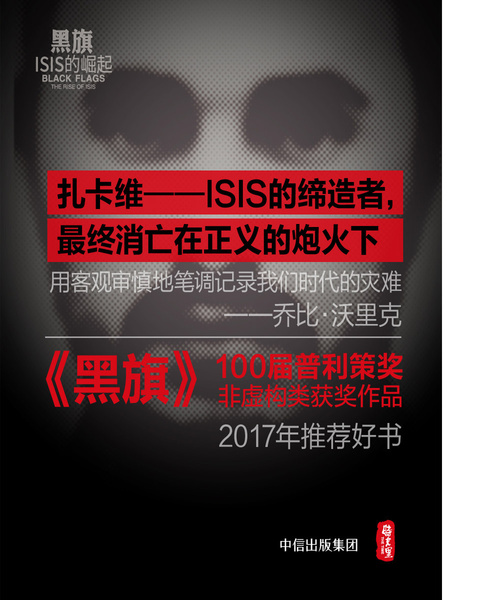 黑旗
ISIS的崛起
BLACK FLAGS
THE RISE OF ISIS
扎卡维——ISIS的缔造者,
最终消亡在正义的炮火下
用客观审慎地笔调记录我们时代的灾难
——乔比·沃里克
《黑旗》
100届普利策奖
非虚构类获奖作品
2017年推荐好书
中信出版集团